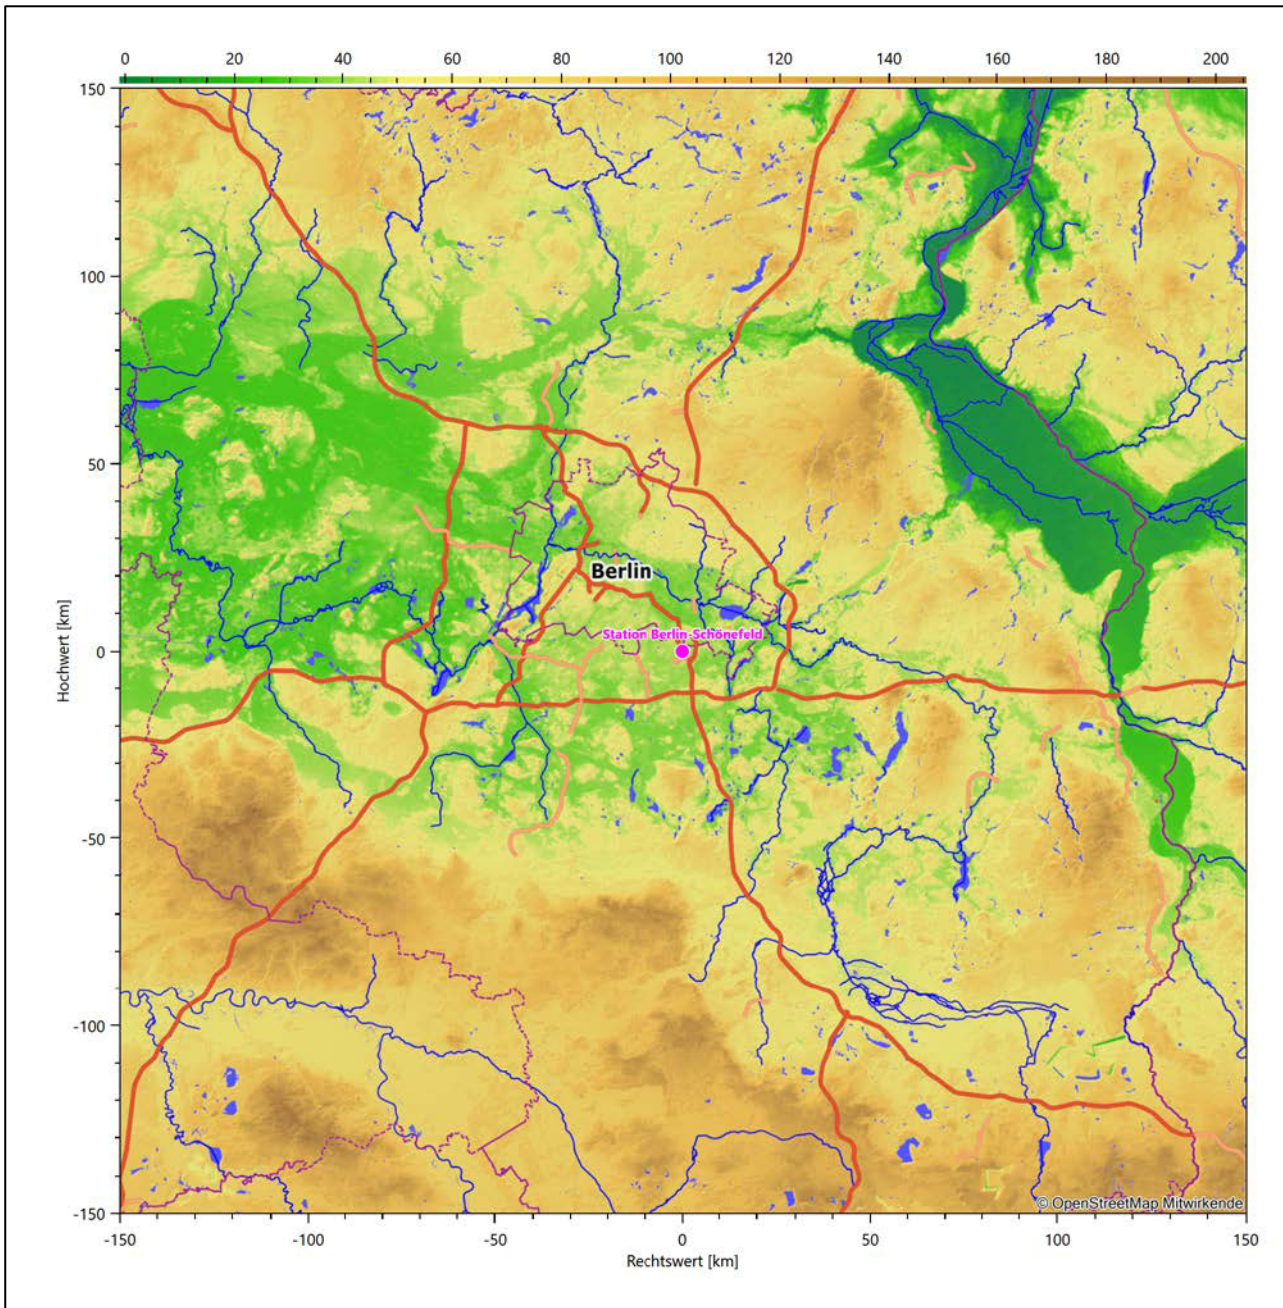 0 20 40 60 80 100 120 140 160 180 200
150
100
50
Berlin
Station Berlin-Schönefeld
0
Hochwert [km]
-50
-100
© OpenStreetMap Mitwirkende
-150
-150 -100 -50 0 50 100 150
Rechtswert [km]